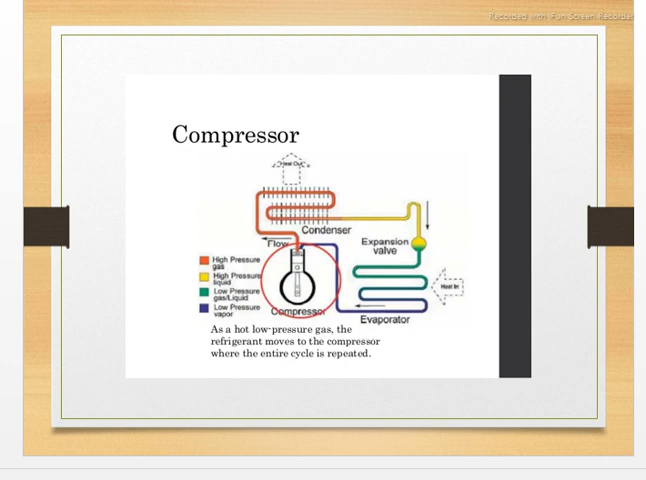 Recorded with Fun Screen Recorder
Compressor
"Heat Out"
Condenser
Flow
Expansion
valve
High Pressure
gas
High Pressure
liquid
Low Pressure
gas/Liquid
Low Pressure
vapor
Heat In
Compressor
Evaporator
As a hot low-pressure gas, the
refrigerant moves to the compressor
where the entire cycle is repeated.